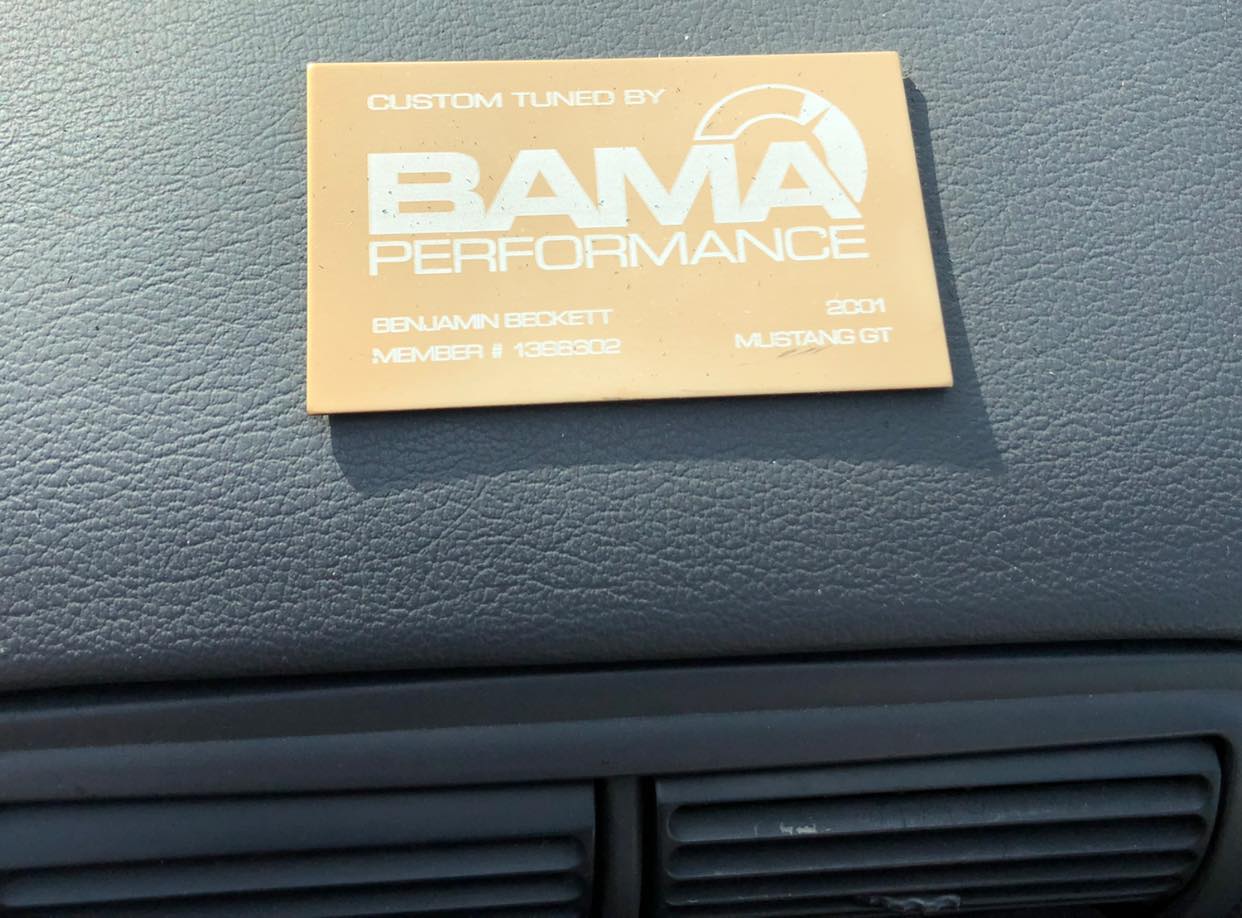 CUSTOM TUNED BY
BAMA
PERFORMANCE
BENJAMIN BECKETT
MEMBER #
2001
MUSTANG GT